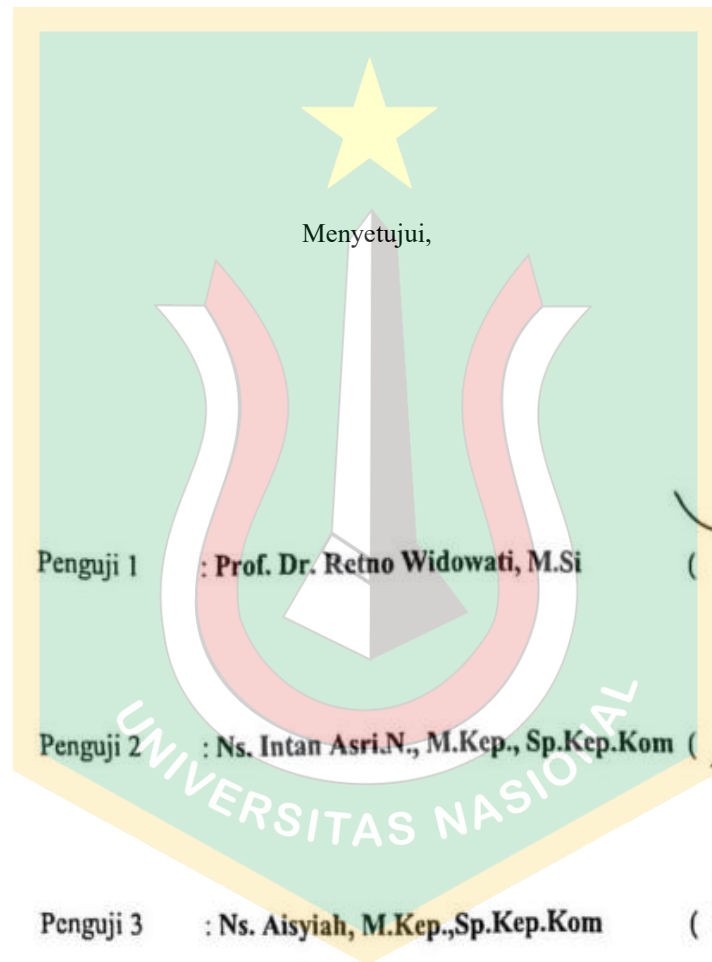 Menyetujui,
Penguji 1 : Prof. Dr. Retno Widowati, M.Si (
Penguji 2 : Ns. Intan Asri.N., M.Kep., Sp.Kep.Kom (
UNIVERSITAS NASIONAL
Penguji 3 : Ns. Aisyiah, M.Kep.,Sp.Kep.Kom (